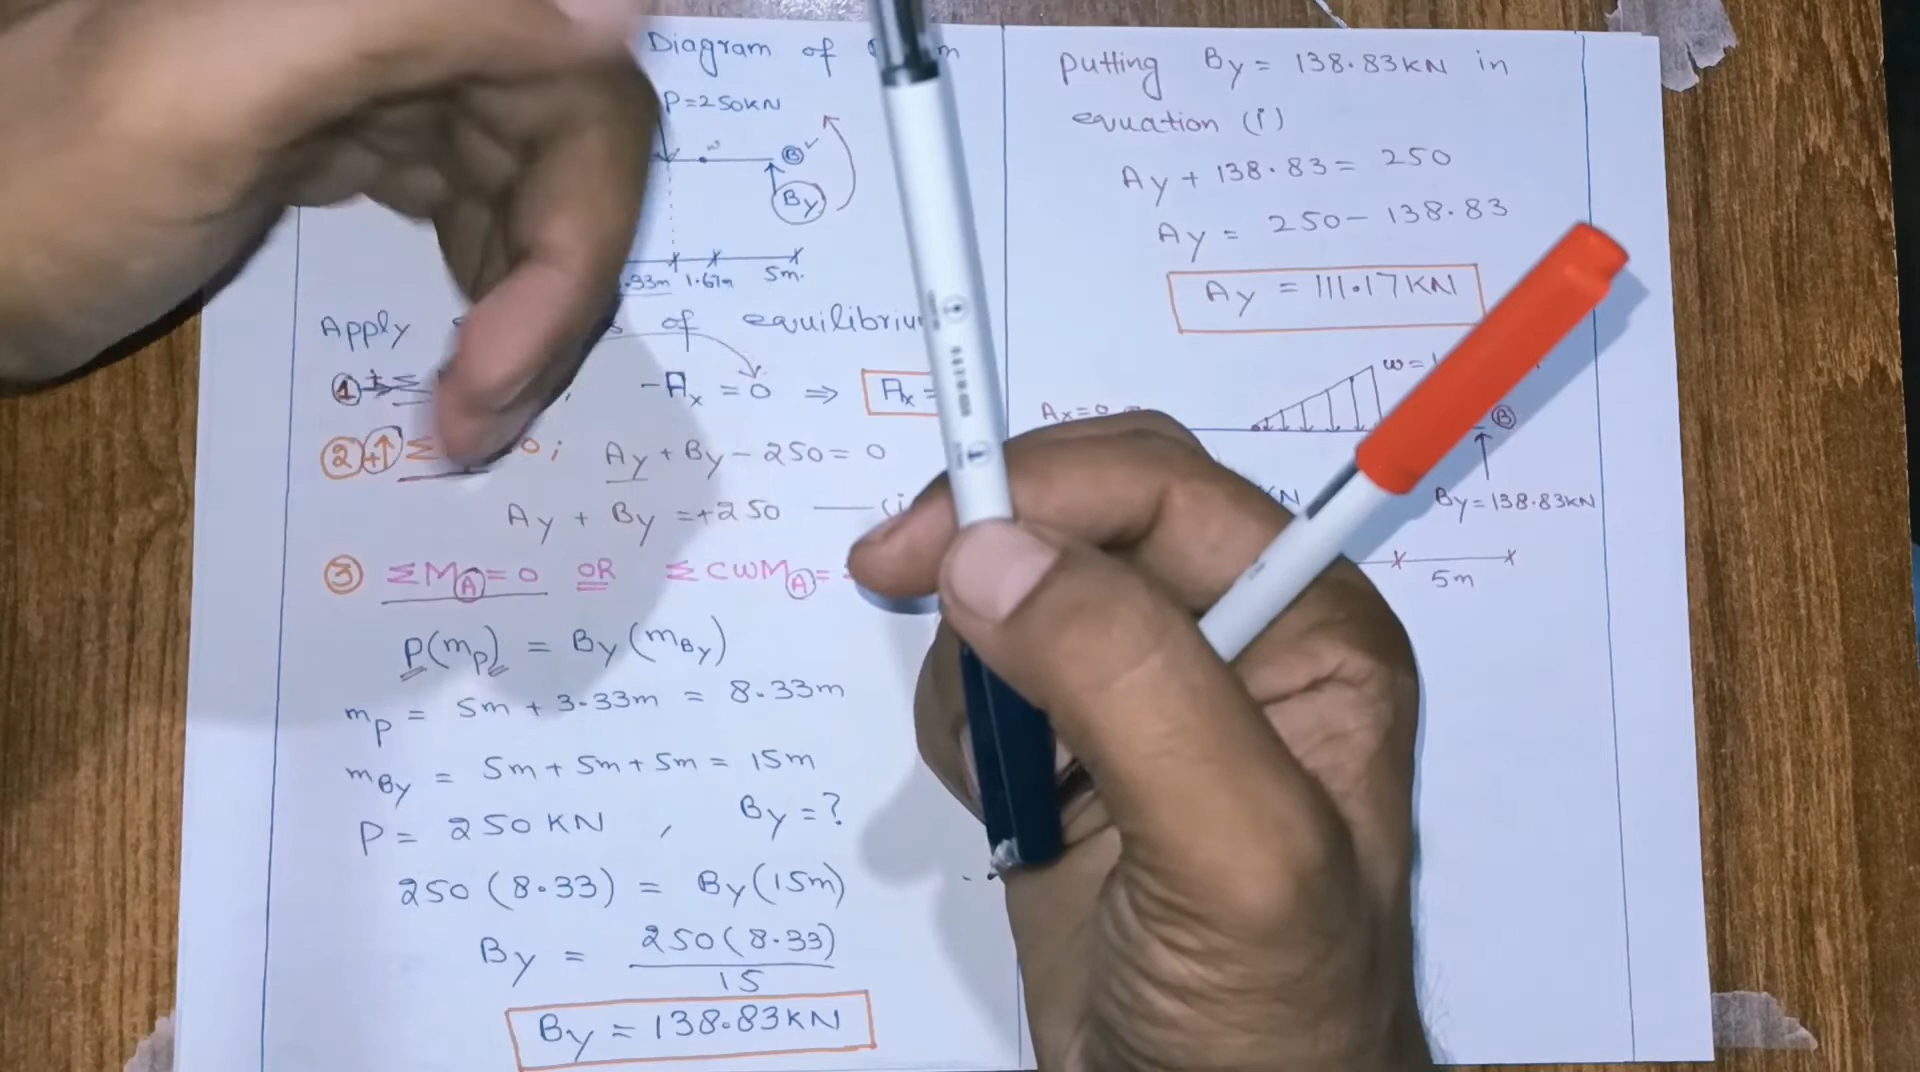 Diagram of
P=250KN
w
B
By
.33m 1.67m 5m.
Apply of equilibriu
① + Σ -Ax = 0 ⇒ Ax =
② +↑ Σ 0; Ay + By - 250 = 0
Ay + By = +250 —— (i
③ ΣMA = 0 OR ΣCWMA =
P(mp) = By (mBy)
mp = 5m + 3.33m = 8.33m
mBy = 5m + 5m + 5m = 15m
P = 250KN , By = ?
250 (8.33) = By (15m)
By = 250(8.33)
15
By = 138.83KN
Putting By = 138.83KN in
equation (i)
Ay + 138.83 = 250
Ay = 250 - 138.83
Ay = 111.17KN
w=
Ax=0
B
KN
By=138.83KN
5m